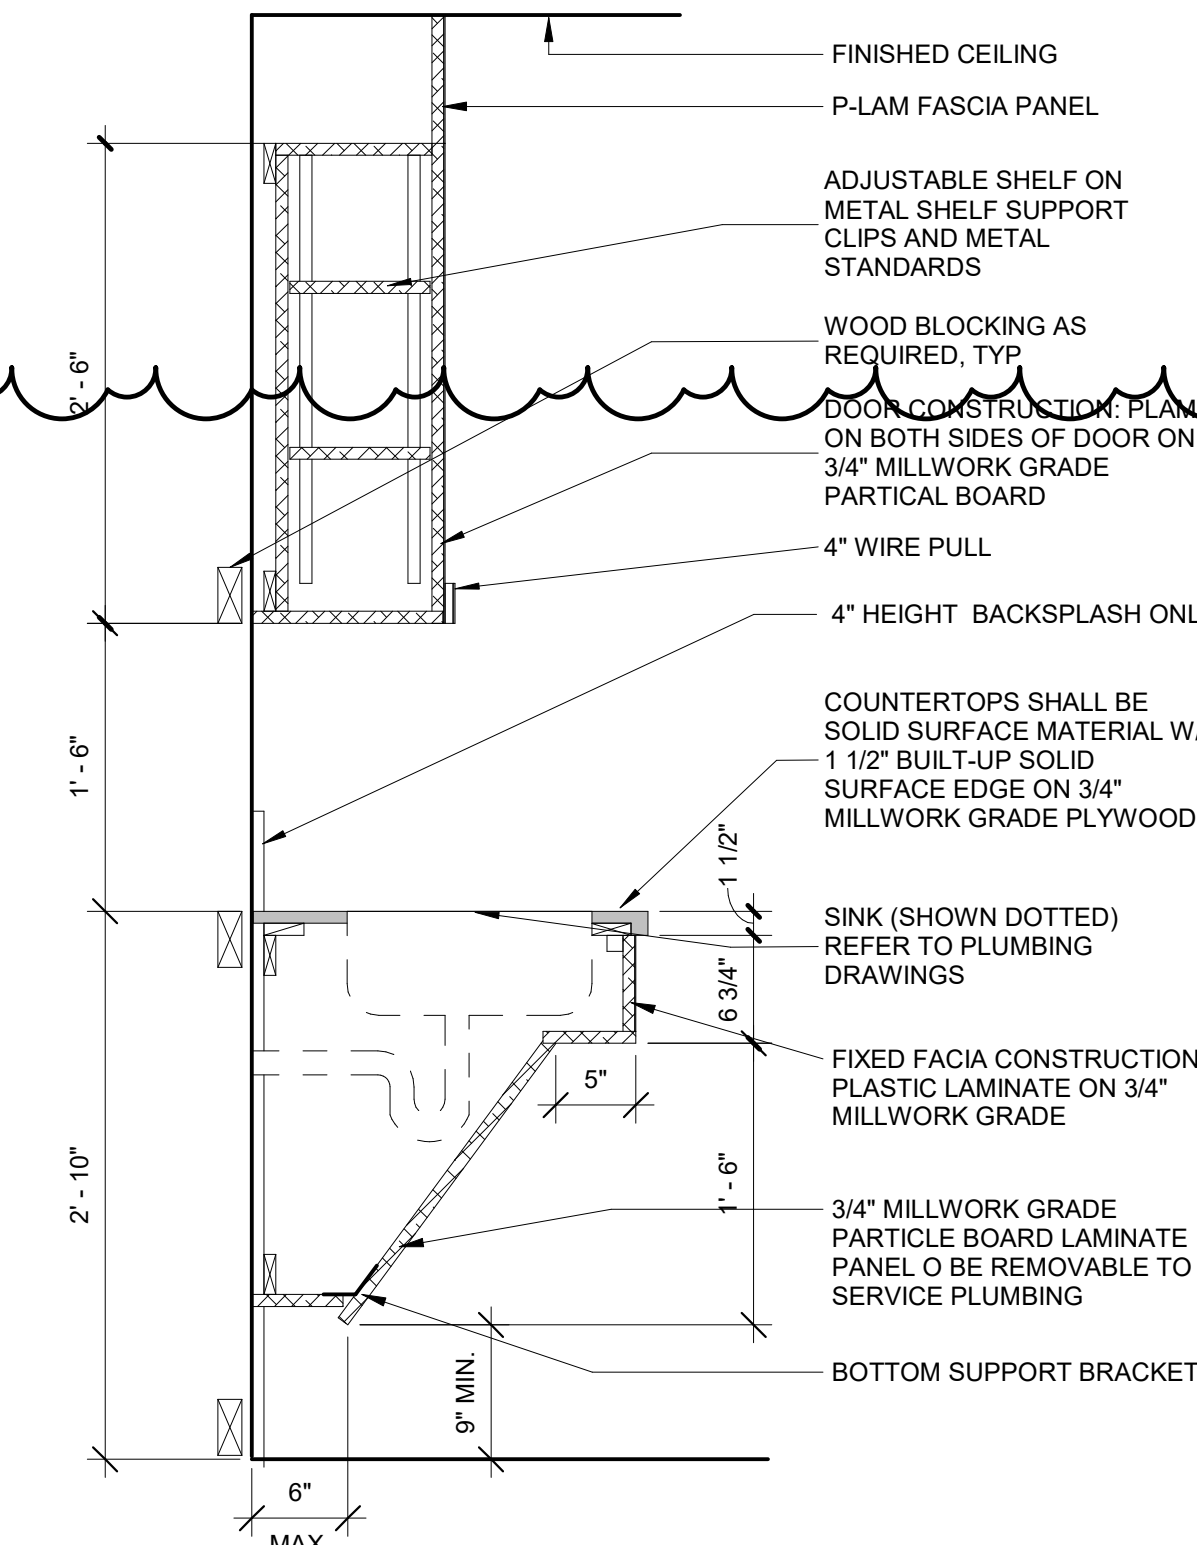 FINISHED CEILING
P-LAM FASCIA PANEL
ADJUSTABLE SHELF ON
METAL SHELF SUPPORT
CLIPS AND METAL
STANDARDS
WOOD BLOCKING AS
REQUIRED, TYP
2' - 6"
DOOR CONSTRUCTION: PLAM
ON BOTH SIDES OF DOOR ON
3/4" MILLWORK GRADE
PARTICAL BOARD
4" WIRE PULL
4" HEIGHT BACKSPLASH ONL
1' - 6"
COUNTERTOPS SHALL BE
SOLID SURFACE MATERIAL W/
1 1/2" BUILT-UP SOLID
SURFACE EDGE ON 3/4"
MILLWORK GRADE PLYWOOD
1 1/2"
SINK (SHOWN DOTTED)
REFER TO PLUMBING
DRAWINGS
6 3/4"
FIXED FACIA CONSTRUCTION
PLASTIC LAMINATE ON 3/4"
MILLWORK GRADE
5"
2' - 10"
1' - 6"
3/4" MILLWORK GRADE
PARTICLE BOARD LAMINATE
PANEL O BE REMOVABLE TO
SERVICE PLUMBING
BOTTOM SUPPORT BRACKET
9" MIN.
6"
MAX